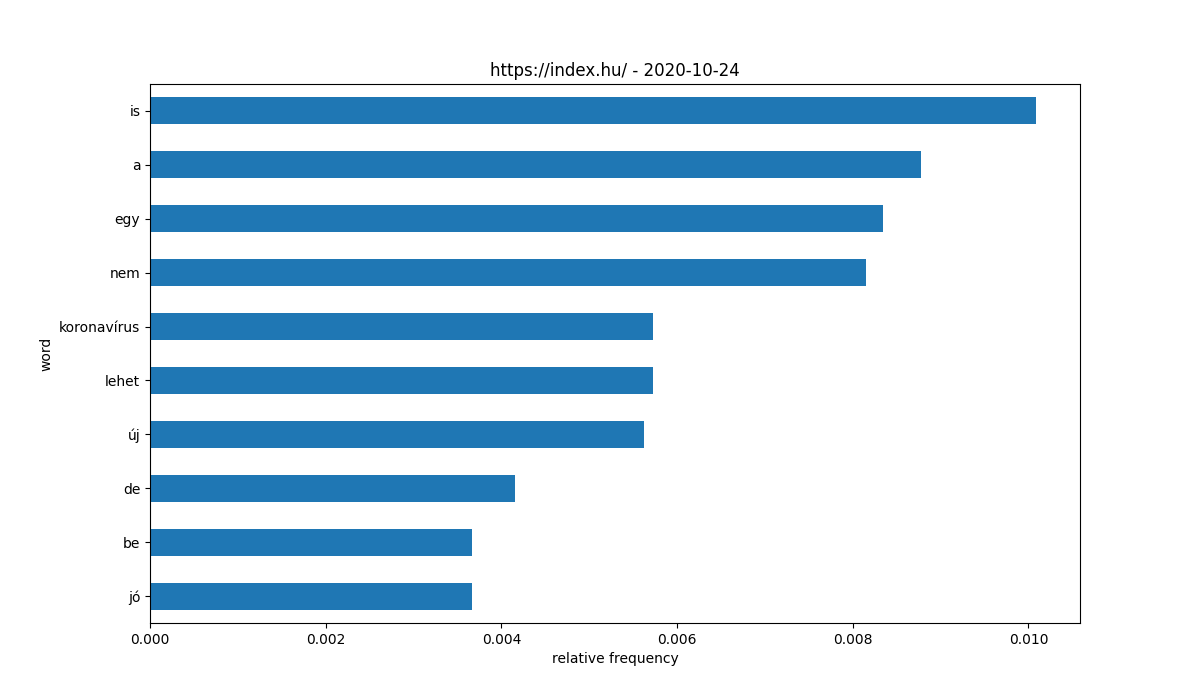 https://index.hu/ - 2020-10-24
is
a
egy
nem
koronavírus
lehet
új
de
be
jó
word
0.000 0.002 0.004 0.006 0.008 0.010
relative frequency